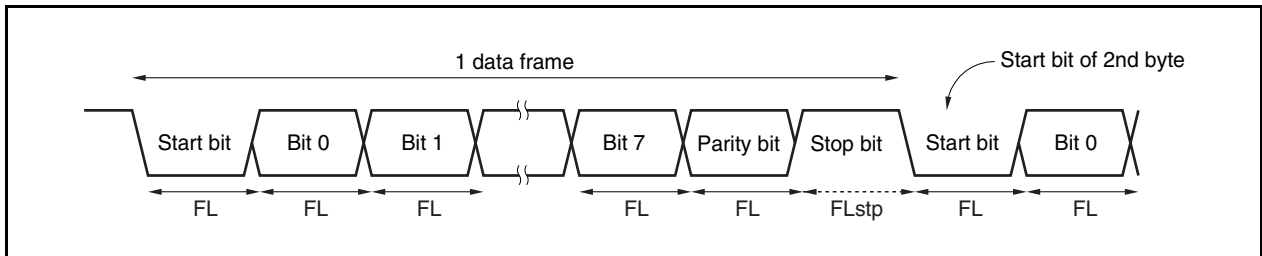 1 data frame
Start bit of 2nd byte
Start bit Bit 0 Bit 1 Bit 7 Parity bit Stop bit Start bit Bit 0
FL FL FL FL FL FLstp FL FL